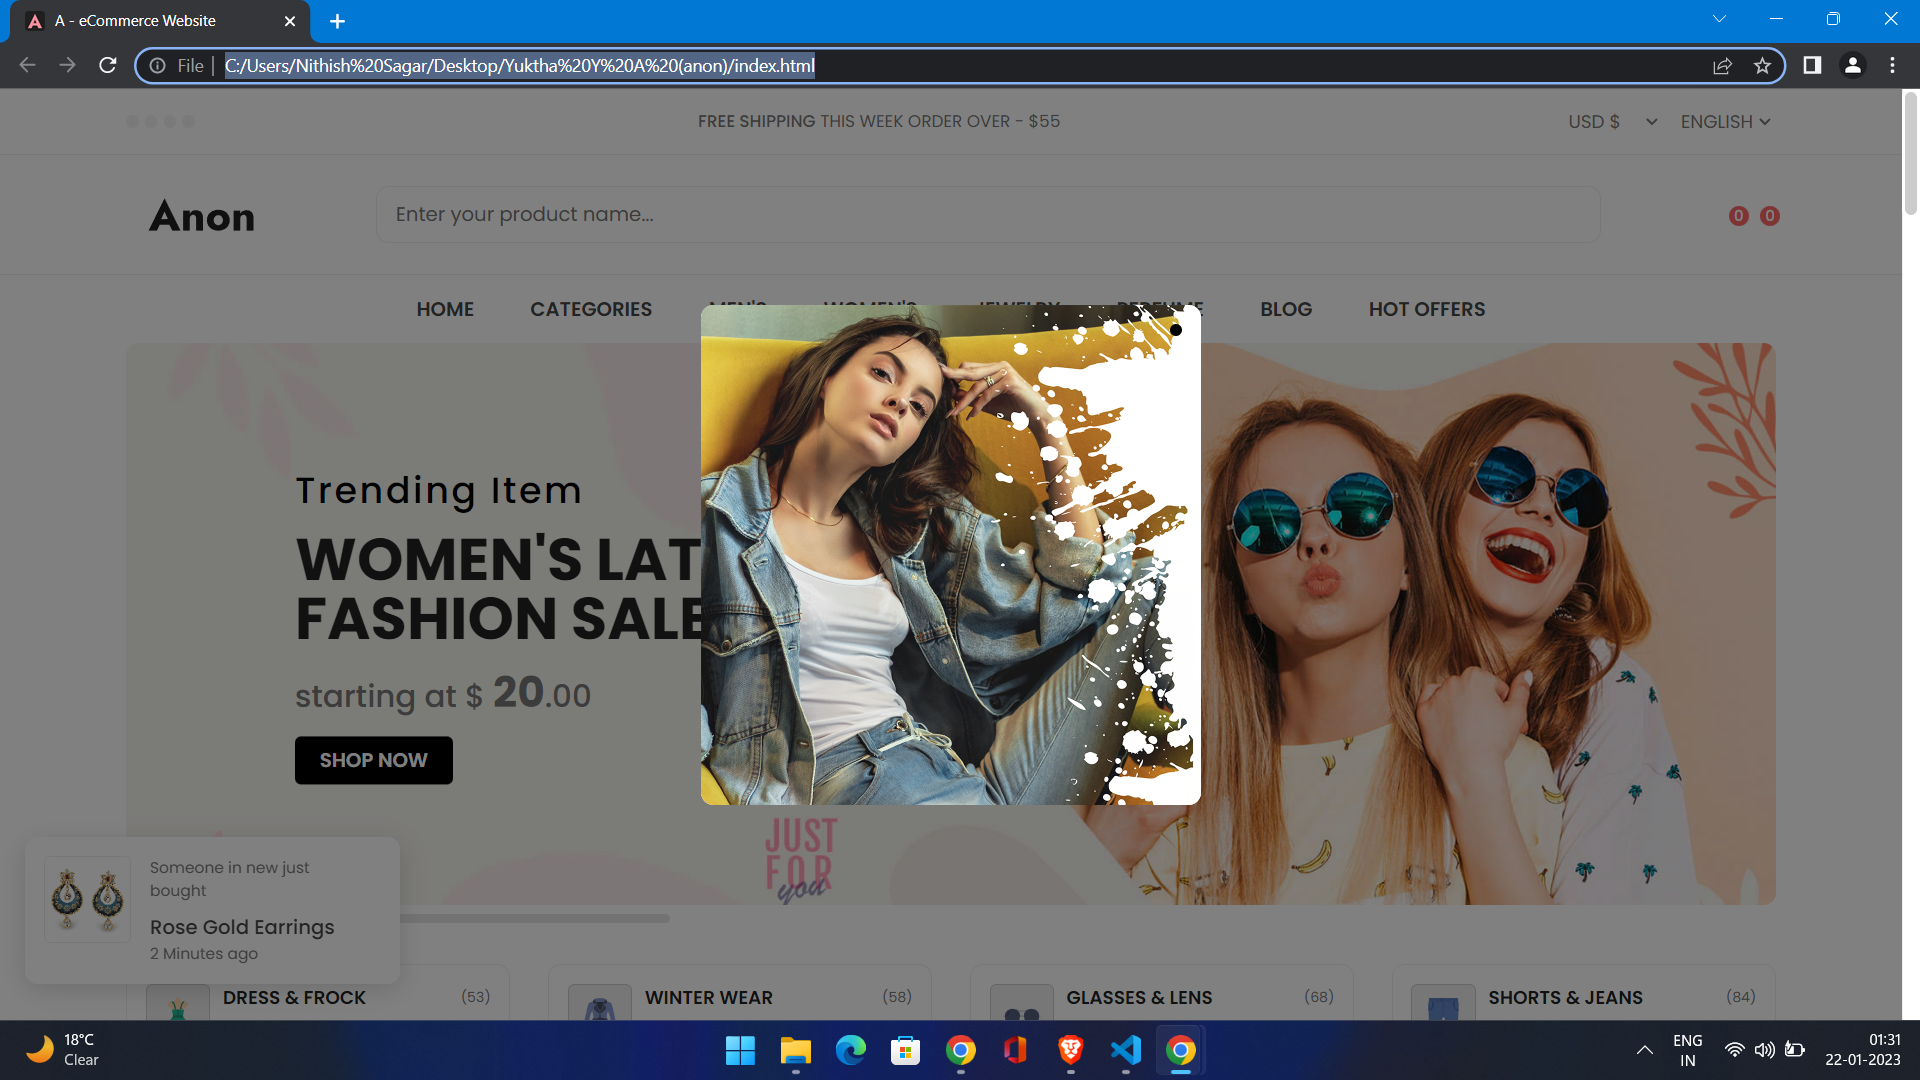 A - eCommerce Website
File
C:/Users/Nithish%20Sagar/Desktop/Yuktha%20Y%20A%20(anon)/index.html
FREE SHIPPING THIS WEEK ORDER OVER - $55
USD $
ENGLISH
Anon
Enter your product name...
0 0
HOME CATEGORIES MEN'S WOMEN'S JEWELRY PERFUME BLOG HOT OFFERS
Trending Item
WOMEN'S LAT
FASHION SALE
starting at $ 20.00
SHOP NOW
JUST
FOR
you
Someone in new just
bought
Rose Gold Earrings
2 Minutes ago
DRESS & FROCK (53)
WINTER WEAR (58)
GLASSES & LENS (68)
SHORTS & JEANS (84)
18°C
Clear
ENG
IN
01:31
22-01-2023